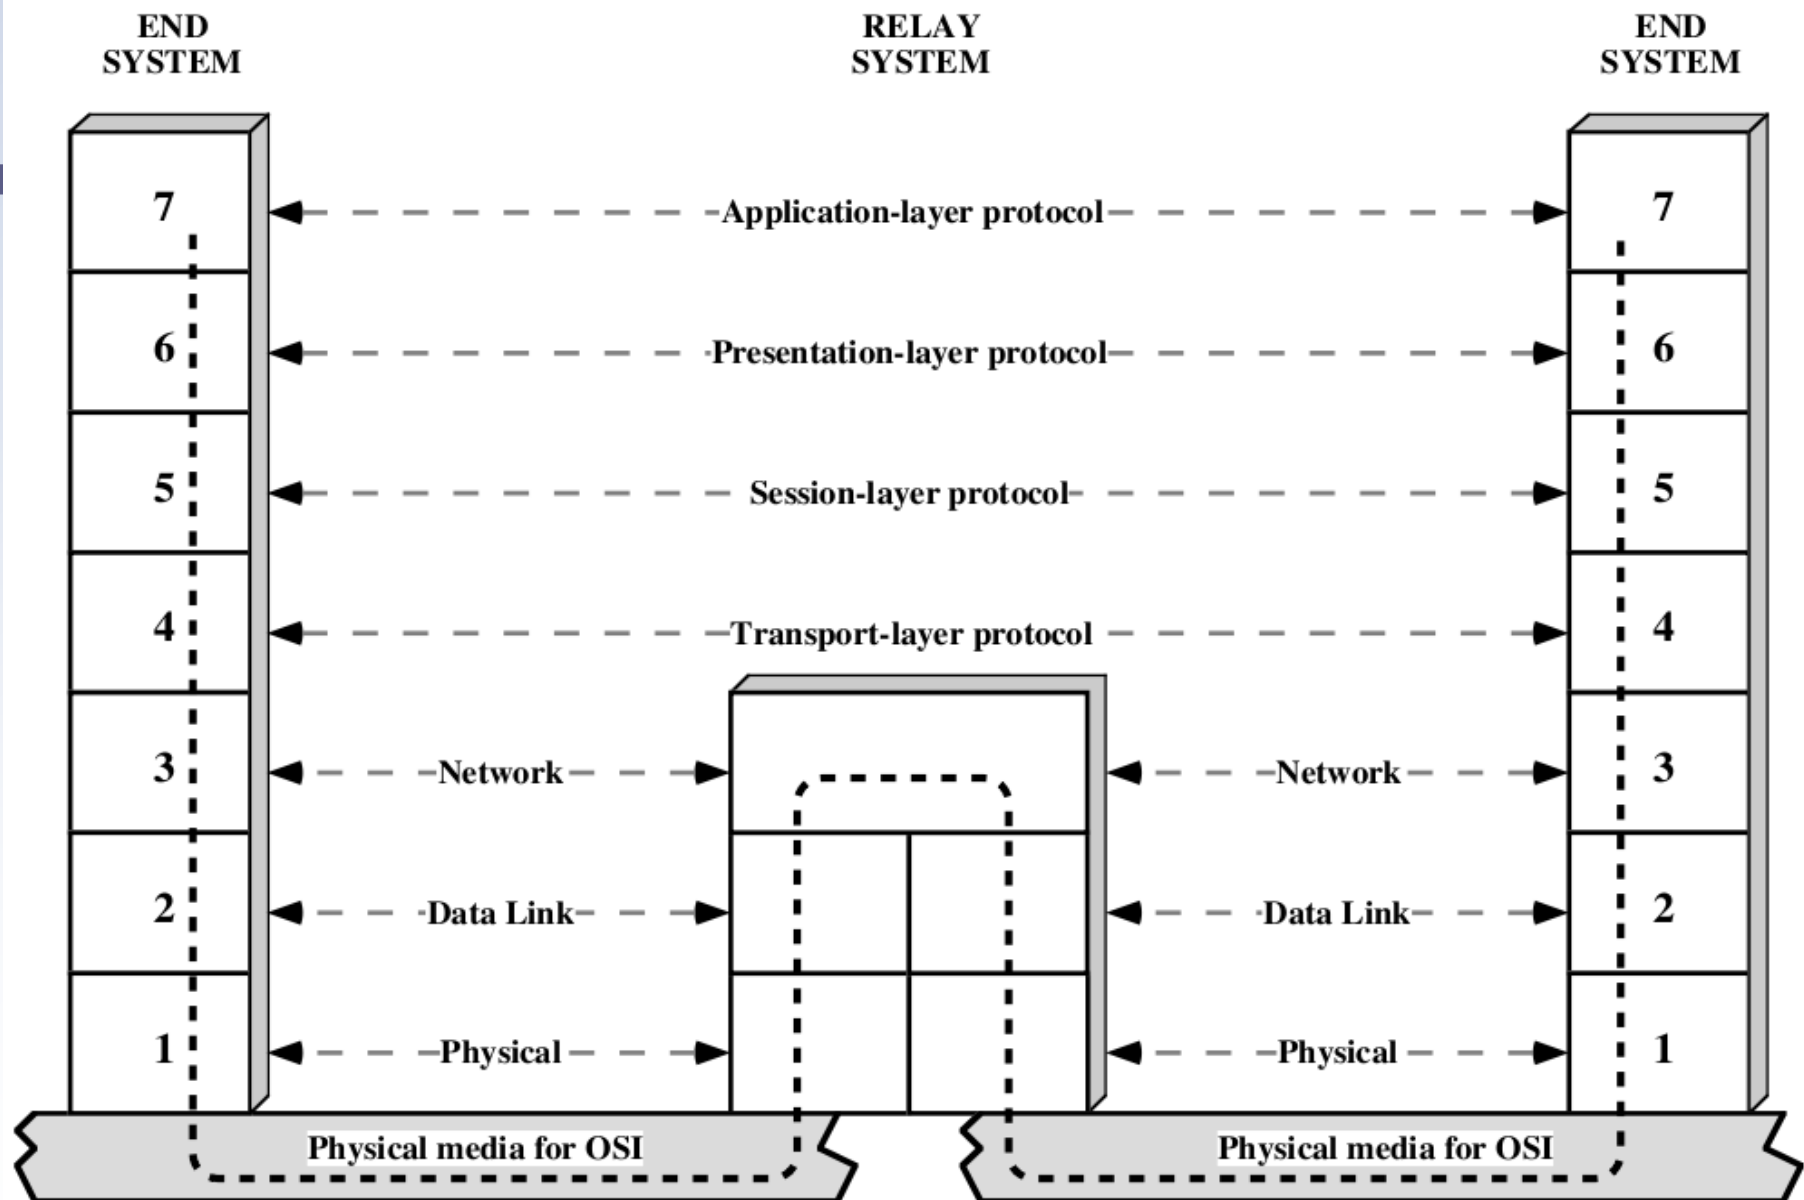 END
SYSTEM
RELAY
SYSTEM
END
SYSTEM
7 Application-layer protocol 7
6 Presentation-layer protocol 6
5 Session-layer protocol 5
4 Transport-layer protocol 4
3 Network Network 3
2 Data Link Data Link 2
1 Physical Physical 1
Physical media for OSI Physical media for OSI